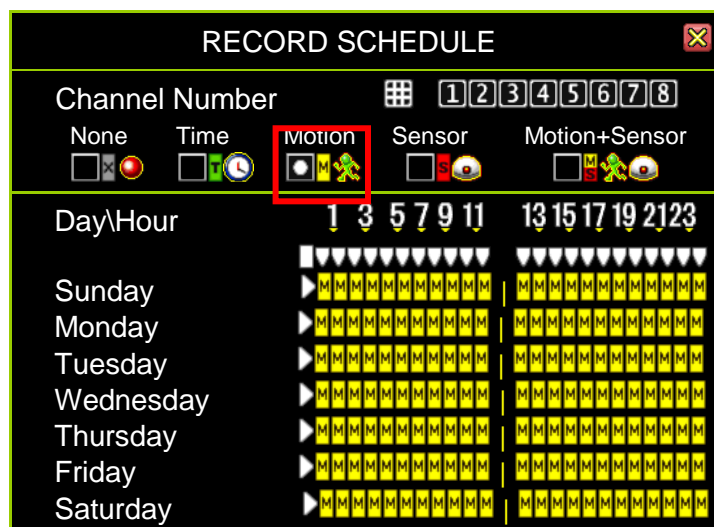 RECORD SCHEDULE
Channel Number 1 2 3 4 5 6 7 8
None Time Motion Sensor Motion+Sensor
X T M S M S
Day\Hour 1 3 5 7 9 11 13 15 17 19 21 23
Sunday M M M M M M M M M M M M M M M M M M M M M M M
Monday M M M M M M M M M M M M M M M M M M M M M M M
Tuesday M M M M M M M M M M M M M M M M M M M M M M M
Wednesday M M M M M M M M M M M M M M M M M M M M M M M
Thursday M M M M M M M M M M M M M M M M M M M M M M M
Friday M M M M M M M M M M M M M M M M M M M M M M M
Saturday M M M M M M M M M M M M M M M M M M M M M M M